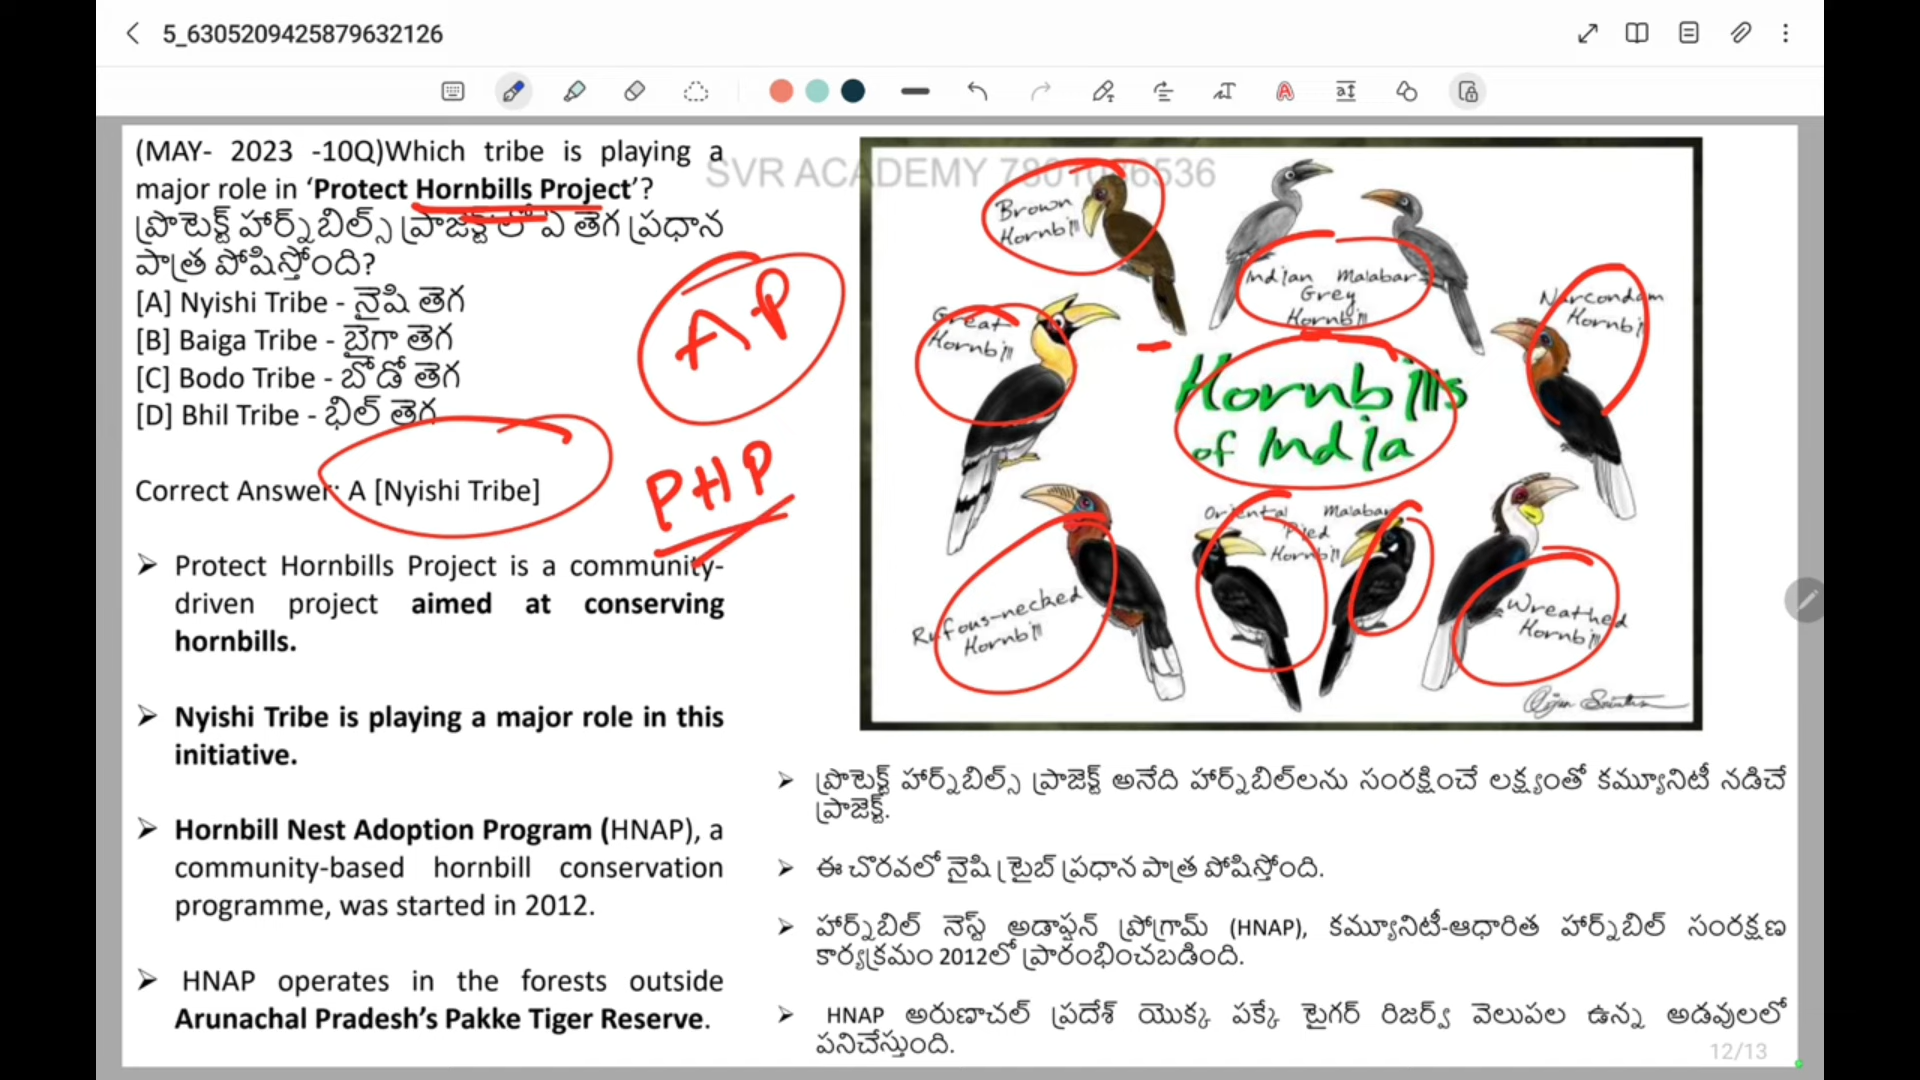 5_6305209425879632126
(MAY- 2023 -10Q)Which tribe is playing a
major role in ‘Protect Hornbills Project’?
ప్రొటెక్ట్ హార్న్‌బిల్స్ ప్రాజెక్ట్‌లో ఏ తెగ ప్రధాన
పాత్ర పోషిస్తోంది?
[A] Nyishi Tribe - నైషి తెగ
[B] Baiga Tribe - బైగా తెగ
[C] Bodo Tribe - బోడో తెగ
[D] Bhil Tribe - భిల్ తెగ
Correct Answer: A [Nyishi Tribe]
AP
PHP
➢ Protect Hornbills Project is a community-
driven project aimed at conserving
hornbills.
➢ Nyishi Tribe is playing a major role in this
initiative.
➢ Hornbill Nest Adoption Program (HNAP), a
community-based hornbill conservation
programme, was started in 2012.
➢ HNAP operates in the forests outside
Arunachal Pradesh’s Pakke Tiger Reserve.
SVR ACADEMY
Brown
Hornbill
Indian Malabar
Grey
Hornbill
Narcondam
Hornbill
Great
Hornbill
Hornbills
of India
Oriental
Malabar
Pied
Hornbill
Rufous-necked
Hornbill
Wreathed
Hornbill
➢ ప్రొటెక్ట్ హార్న్‌బిల్స్ ప్రాజెక్ట్ అనేది హార్న్‌బిల్‌లను సంరక్షించే లక్ష్యంతో కమ్యూనిటీ నడిచే
ప్రాజెక్ట్.
➢ ఈ చొరవలో నైషి ట్రైబ్ ప్రధాన పాత్ర పోషిస్తోంది.
➢ హార్న్‌బిల్ నెస్ట్ అడాప్షన్ ప్రోగ్రామ్ (HNAP), కమ్యూనిటీ-ఆధారిత హార్న్‌బిల్ సంరక్షణ
కార్యక్రమం 2012లో ప్రారంభించబడింది.
➢ HNAP అరుణాచల్ ప్రదేశ్ యొక్క పక్కే టైగర్ రిజర్వ్ వెలుపల ఉన్న అడవులలో
పనిచేస్తుంది.
12/13